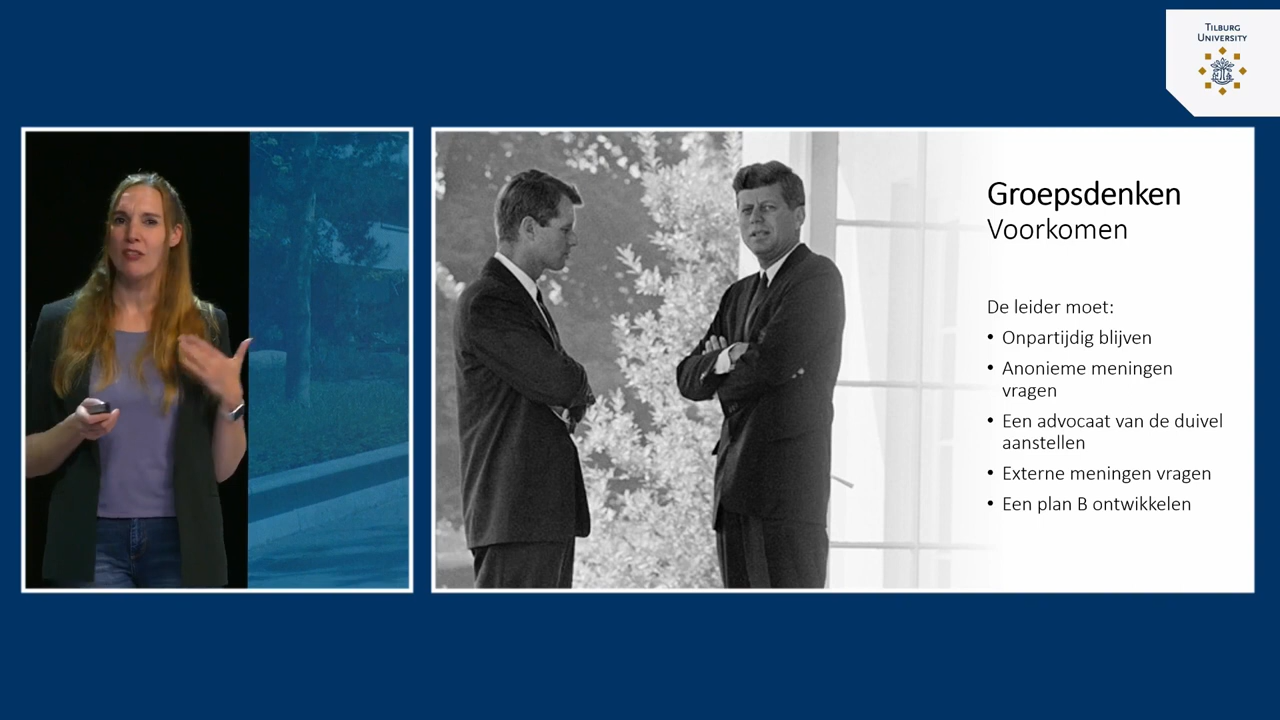 TILBURG
UNIVERSITY
Groepsdenken
Voorkomen
De leider moet:
• Onpartijdig blijven
• Anonieme meningen
vragen
• Een advocaat van de duivel
aanstellen
• Externe meningen vragen
• Een plan B ontwikkelen